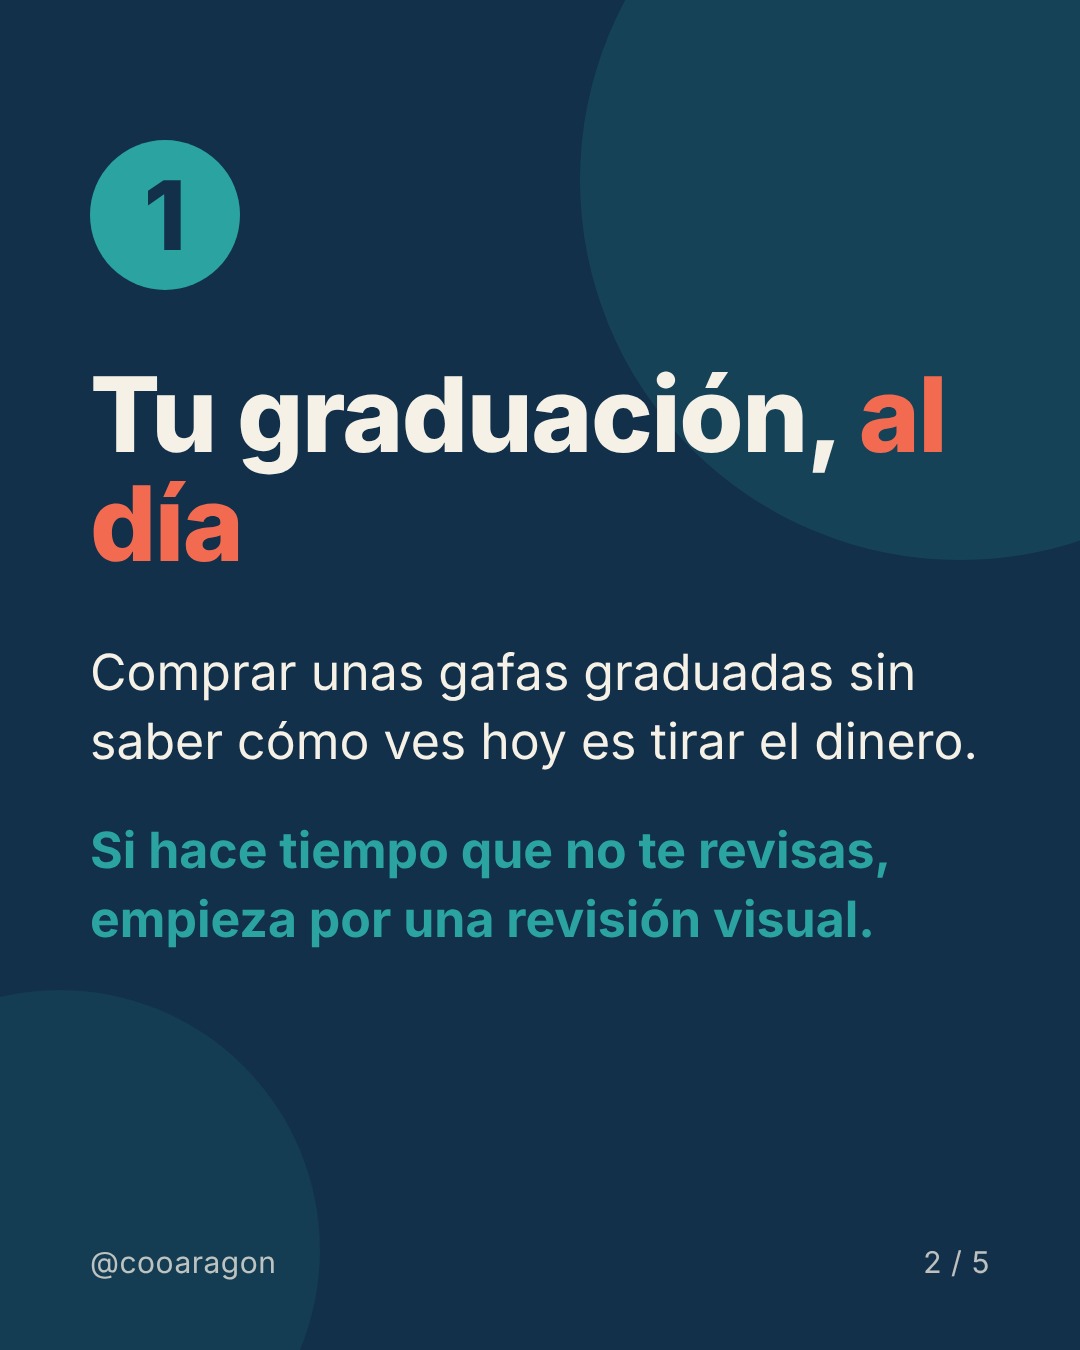 1
Tu graduación, al
día
Comprar unas gafas graduadas sin
saber cómo ves hoy es tirar el dinero.
Si hace tiempo que no te revisas,
empieza por una revisión visual.
@cooaragon
2 / 5